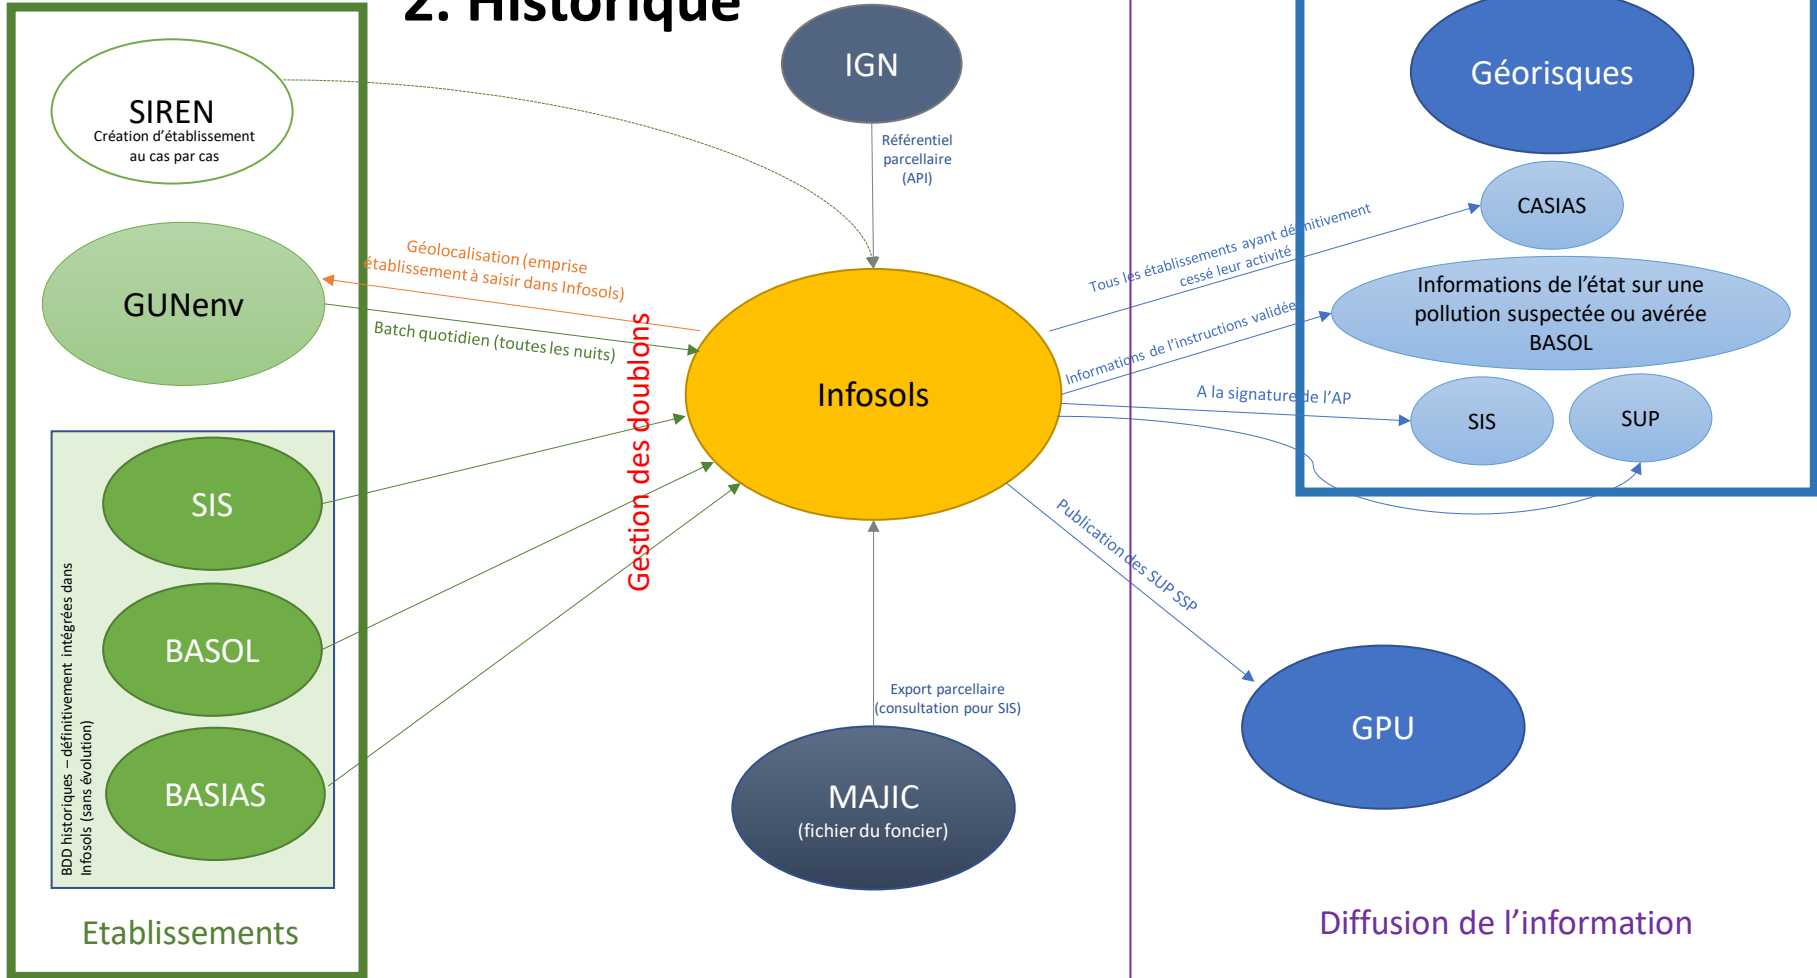 2. Historique
SIREN
Création d'établissement
au cas par cas
GUNenv
SIS
BASOL
BASIAS
BDD historiques – définitivement intégrées dans
Infosols (sans évolution)
Etablissements
Géolocalisation (emprise
établissement à saisir dans Infosols)
Batch quotidien (toutes les nuits)
Gestion des doublons
IGN
Référentiel
parcellaire
(API)
Infosols
Export parcellaire
(consultation pour SIS)
MAJIC
(fichier du foncier)
Tous les établissements ayant définitivement
cessé leur activité
Informations de l'instructions validée
A la signature de l'AP
Publication des SUP SSP
Géorisques
CASIAS
Informations de l'état sur une
pollution suspectée ou avérée
BASOL
SIS
SUP
GPU
Diffusion de l'information